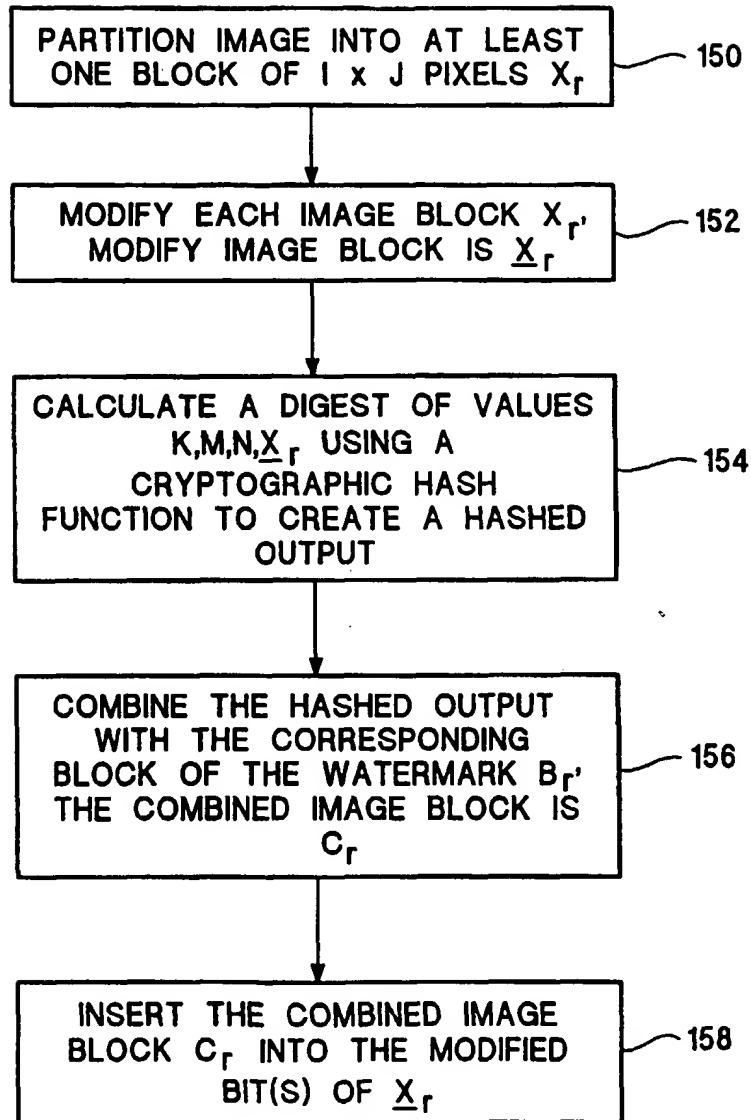 PARTITION IMAGE INTO AT LEAST
ONE BLOCK OF I x J PIXELS Xr
150
MODIFY EACH IMAGE BLOCK Xr,
MODIFY IMAGE BLOCK IS Xr
152
CALCULATE A DIGEST OF VALUES
K,M,N,Xr USING A
CRYPTOGRAPHIC HASH
FUNCTION TO CREATE A HASHED
OUTPUT
154
COMBINE THE HASHED OUTPUT
WITH THE CORRESPONDING
BLOCK OF THE WATERMARK Br,
THE COMBINED IMAGE BLOCK IS
Cr
156
INSERT THE COMBINED IMAGE
BLOCK Cr INTO THE MODIFIED
BIT(S) OF Xr
158